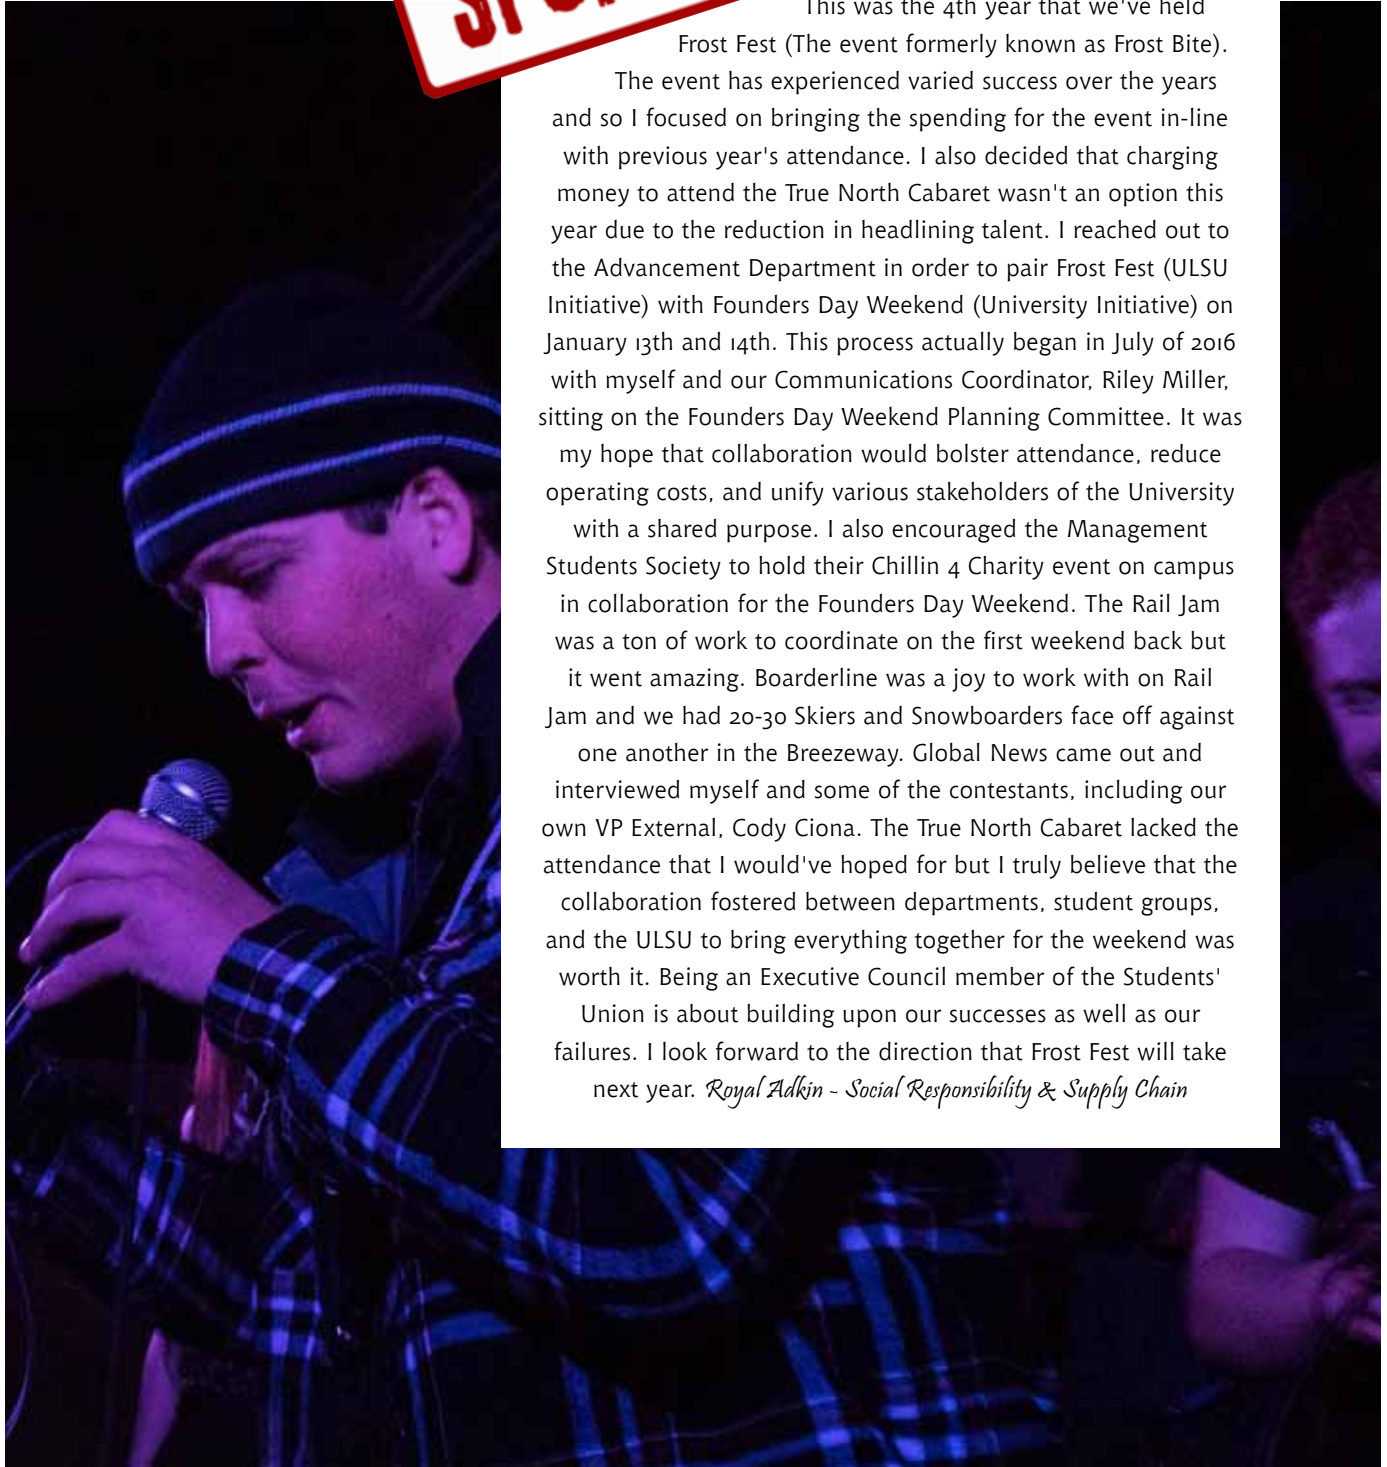 This was the 4th year that we've held
Frost Fest (The event formerly known as Frost Bite).
The event has experienced varied success over the years
and so I focused on bringing the spending for the event in-line
with previous year's attendance. I also decided that charging
money to attend the True North Cabaret wasn't an option this
year due to the reduction in headlining talent. I reached out to
the Advancement Department in order to pair Frost Fest (ULSU
Initiative) with Founders Day Weekend (University Initiative) on
January 13th and 14th. This process actually began in July of 2016
with myself and our Communications Coordinator, Riley Miller,
sitting on the Founders Day Weekend Planning Committee. It was
my hope that collaboration would bolster attendance, reduce
operating costs, and unify various stakeholders of the University
with a shared purpose. I also encouraged the Management
Students Society to hold their Chillin 4 Charity event on campus
in collaboration for the Founders Day Weekend. The Rail Jam
was a ton of work to coordinate on the first weekend back but
it went amazing. Boarderline was a joy to work with on Rail
Jam and we had 20-30 Skiers and Snowboarders face off against
one another in the Breezeway. Global News came out and
interviewed myself and some of the contestants, including our
own VP External, Cody Ciona. The True North Cabaret lacked the
attendance that I would've hoped for but I truly believe that the
collaboration fostered between departments, student groups,
and the ULSU to bring everything together for the weekend was
worth it. Being an Executive Council member of the Students'
Union is about building upon our successes as well as our
failures. I look forward to the direction that Frost Fest will take
next year. Royal Adkin - Social Responsibility & Supply Chain